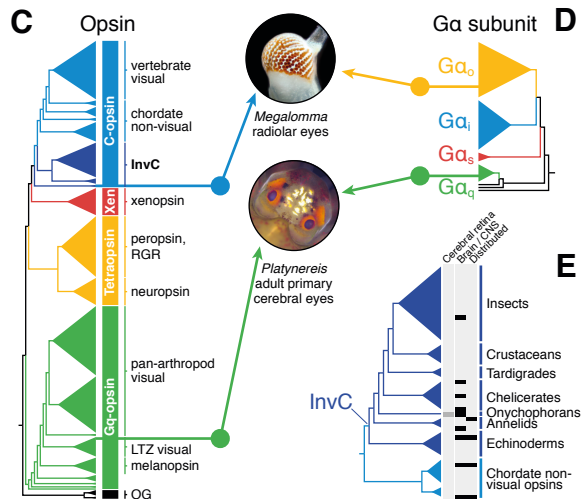 C
Opsin
vertebrate
visual
chordate
non-visual
InvC
xenopsin
peropsin,
RGR
neuropsin
pan-arthropod
visual
LTZ visual
melanopsin
OG
C-opsin
Xen
Tetraopsin
Gq-opsin
Megalomma
radiolar eyes
Platynereis
adult primary
cerebral eyes
Gα subunit
D
Gαo
Gαi
Gαs
Gαq
E
Cerebral retina
Brain / CNS
Distributed
InvC
Insects
Crustaceans
Tardigrades
Chelicerates
Onychophorans
Annelids
Echinoderms
Chordate non-
visual opsins